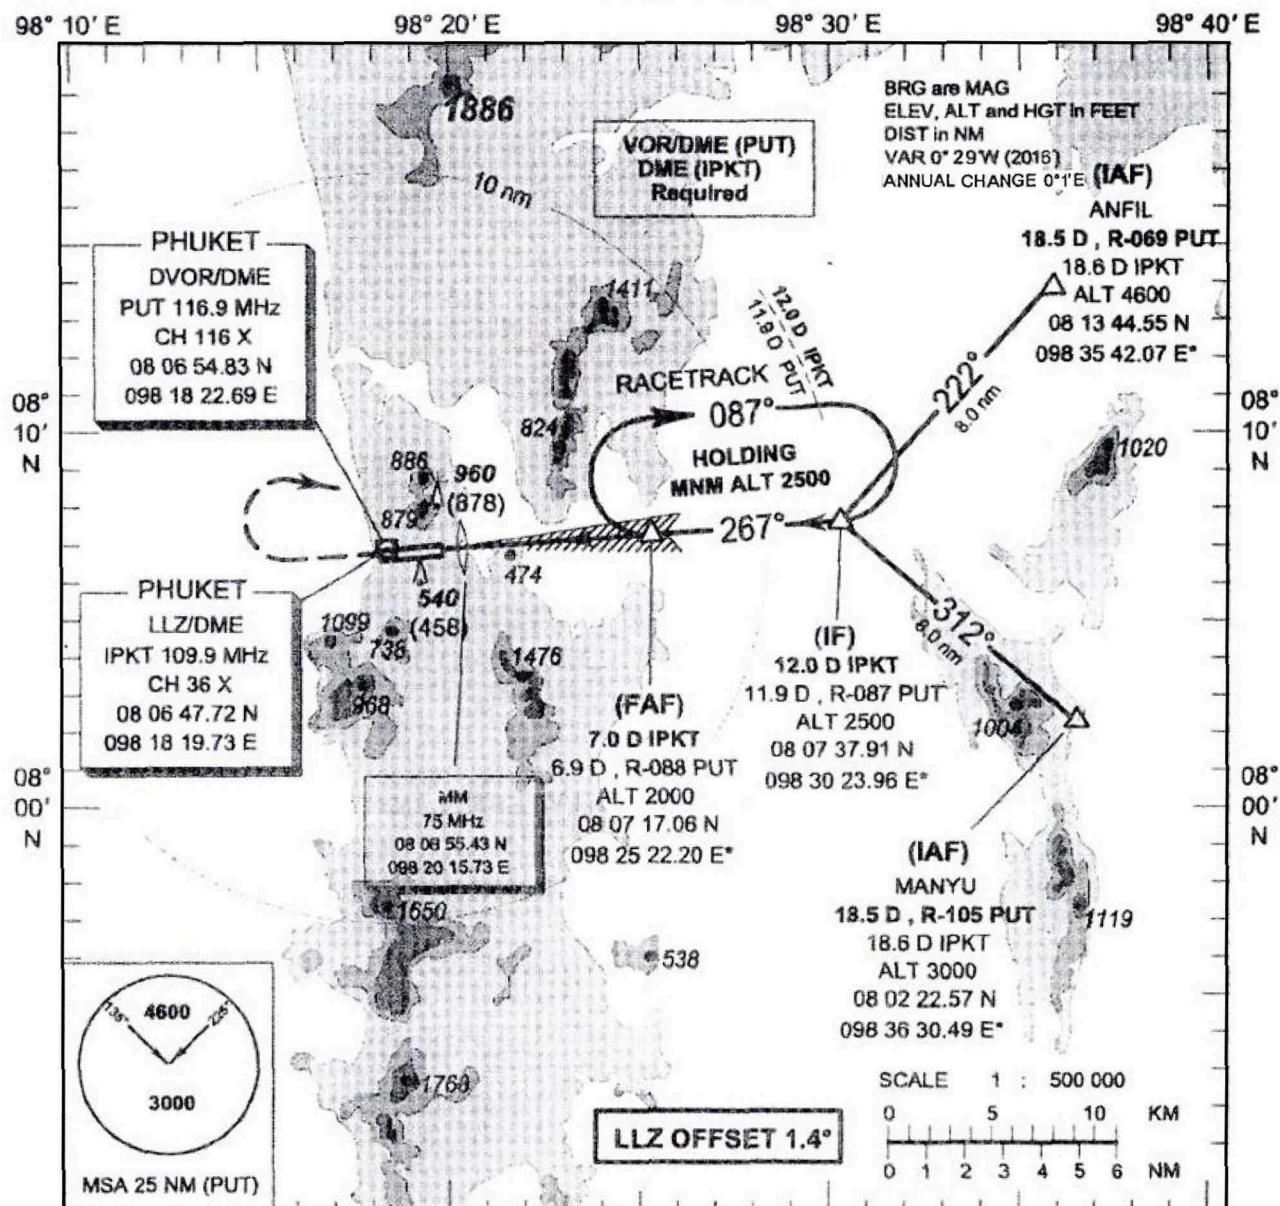 98° 10′ E
98° 20′ E
98° 30′ E
98° 40′ E
1886
10 nm
VOR/DME (PUT)
DME (IPKT)
Required
BRG are MAG
ELEV, ALT and HGT in FEET
DIST in NM
VAR 0° 29'W (2016)
ANNUAL CHANGE 0°1'E
(IAF)
ANFIL
18.5 D , R-069 PUT
18.6 D IPKT
ALT 4600
08 13 44.55 N
098 35 42.07 E*
PHUKET
DVOR/DME
PUT 116.9 MHz
CH 116 X
08 06 54.83 N
098 18 22.69 E
1411
12.0 D IPKT
11.9 D PUT
222°
8.0 nm
RACETRACK
087°
HOLDING
MNM ALT 2500
267°
08°
10′
N
08°
10′
N
824
1020
886
960
(878)
879
474
540
(458)
PHUKET
LLZ/DME
IPKT 109.9 MHz
CH 36 X
08 06 47.72 N
098 18 19.73 E
1099
738
968
1476
312°
8.0 nm
1004
(IF)
12.0 D IPKT
11.9 D , R-087 PUT
ALT 2500
08 07 37.91 N
098 30 23.96 E*
(FAF)
7.0 D IPKT
6.9 D , R-088 PUT
ALT 2000
08 07 17.06 N
098 25 22.20 E*
08°
00′
N
08°
00′
N
MM
75 MHz
08 06 55.43 N
098 20 15.73 E
(IAF)
MANYU
18.5 D , R-105 PUT
18.6 D IPKT
ALT 3000
08 02 22.57 N
098 36 30.49 E*
1119
1650
538
1760
136°
4600
226°
3000
MSA 25 NM (PUT)
LLZ OFFSET 1.4°
SCALE 1 : 500 000
0 5 10 KM
0 1 2 3 4 5 6 NM